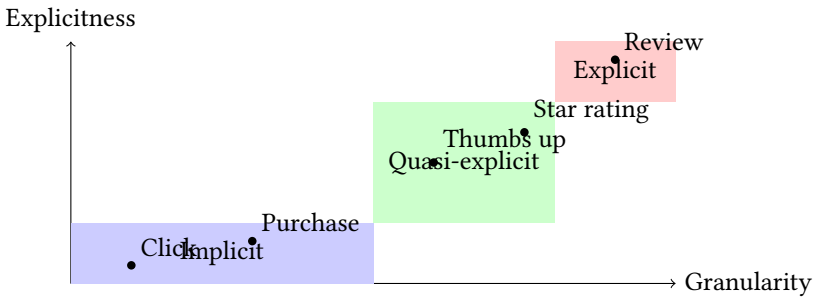 Explicitness
Review
Explicit
Star rating
Thumbs up
Quasi-explicit
Purchase
Click
Implicit
Granularity